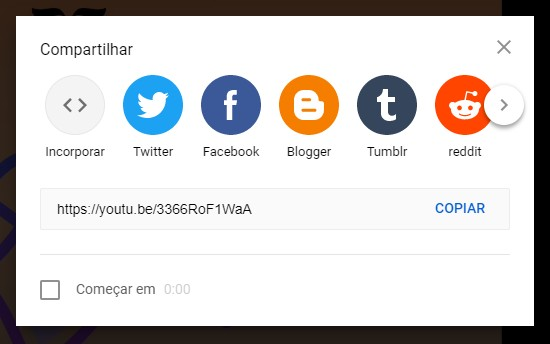 Compartilhar
Incorporar Twitter Facebook Blogger Tumblr reddit
https://youtu.be/3366RoF1WaA COPIAR
Começar em 0:00